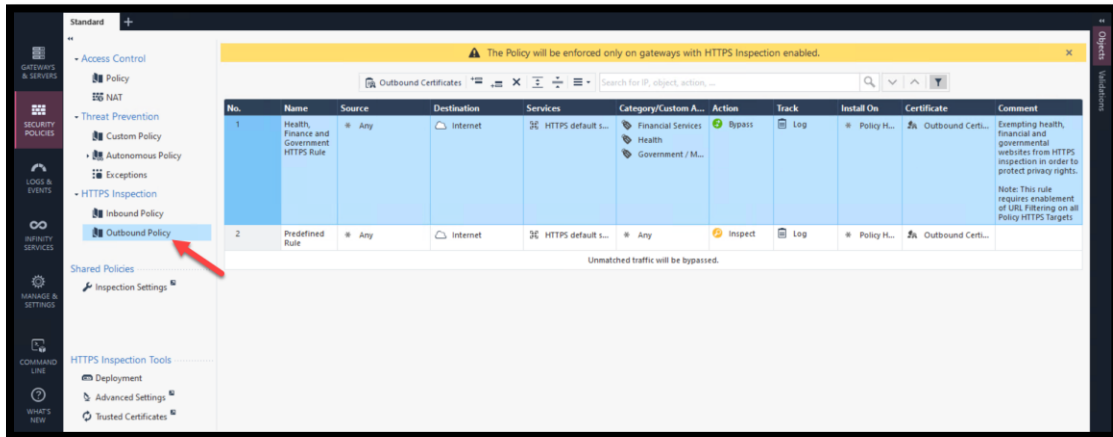 Standard
The Policy will be enforced only on gateways with HTTPS Inspection enabled.
GATEWAYS
& SERVERS
SECURITY
POLICIES
LOGS &
EVENTS
INFINITY
SERVICES
MANAGE &
SETTINGS
COMMAND
LINE
WHAT'S
NEW
Access Control
Policy
NAT
Threat Prevention
Custom Policy
Autonomous Policy
Exceptions
HTTPS Inspection
Inbound Policy
Outbound Policy
Shared Policies
Inspection Settings
HTTPS Inspection Tools
Deployment
Advanced Settings
Trusted Certificates
Outbound Certificates
Search for IP, object, action, ...
No. Name Source Destination Services Category/Custom A... Action Track Install On Certificate Comment
1 Health, Finance and Government HTTPS Rule Any Internet HTTPS default s... Financial Services Bypass Log Policy H... Outbound Certi...
Health
Government / M...
Exempting health,
financial and
governmental
websites from HTTPS
inspection in order to
protect privacy rights.
Note: This rule
requires enablement
of URL Filtering on all
Policy HTTPS Targets
2 Predefined Rule Any Internet HTTPS default s... Any Inspect Log Policy H... Outbound Certi...
Unmatched traffic will be bypassed.
Objects
Validations